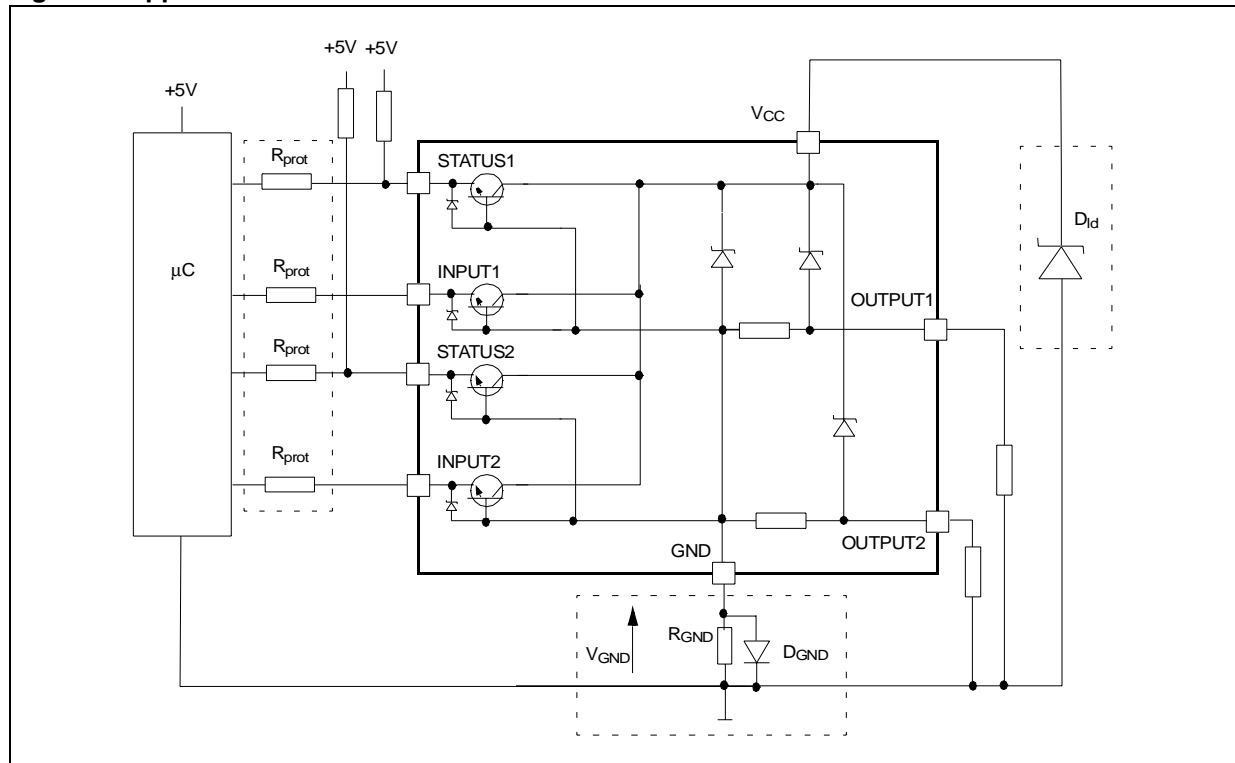 +5V +5V
+5V
VCC
Rprot
STATUS1
Dld
μC
Rprot
INPUT1
OUTPUT1
Rprot
STATUS2
Rprot
INPUT2
OUTPUT2
GND
RGND
VGND
DGND